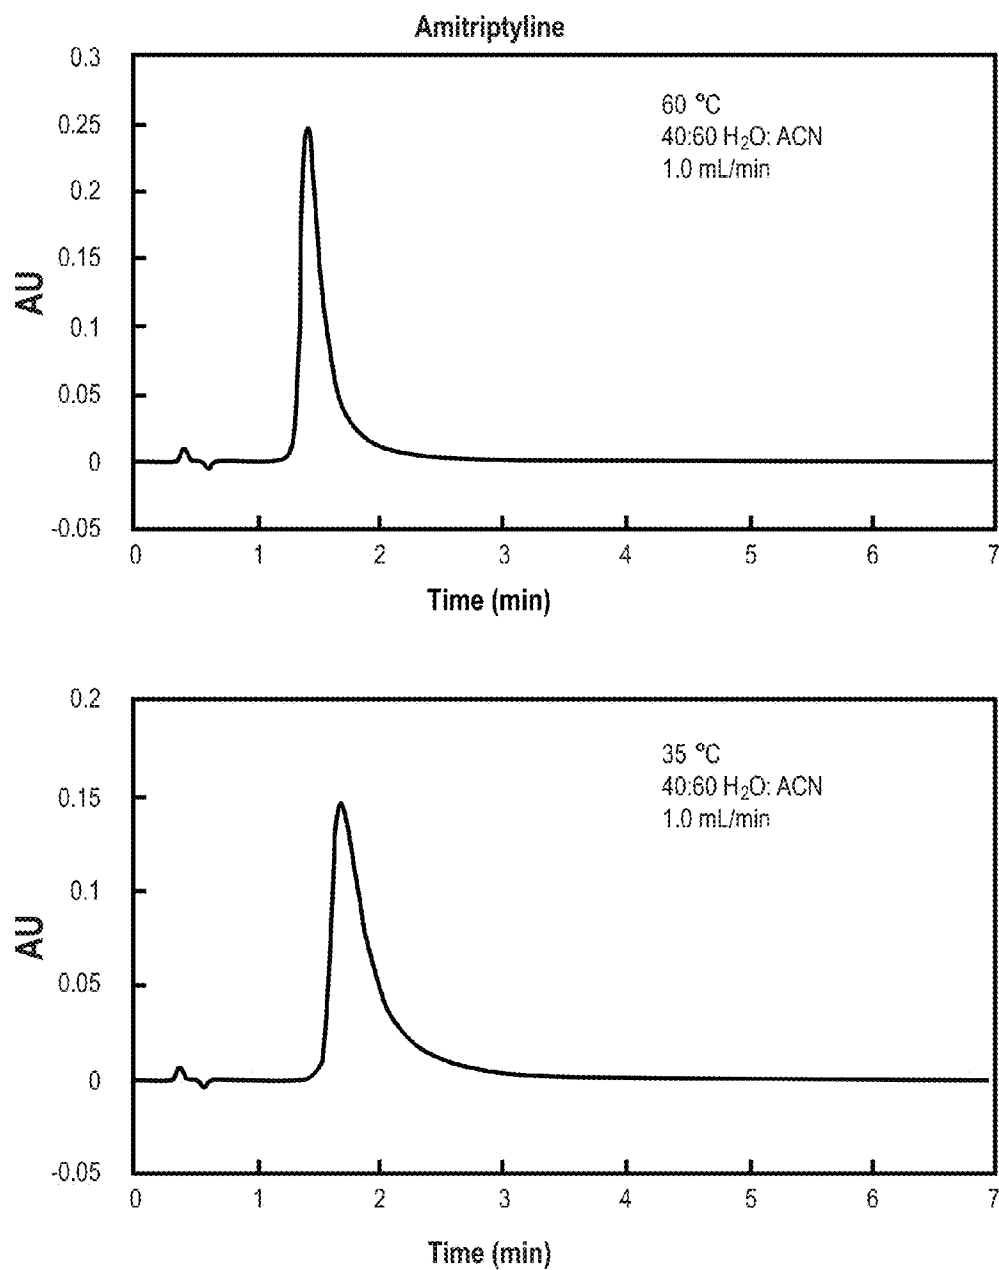 Amitriptyline
0.3
0.25
0.2
0.15
0.1
0.05
0
-0.05
AU
60 °C
40:60 H₂O: ACN
1.0 mL/min
0 1 2 3 4 5 6 7
Time (min)
0.2
0.15
0.1
0.05
0
-0.05
AU
35 °C
40:60 H₂O: ACN
1.0 mL/min
0 1 2 3 4 5 6 7
Time (min)